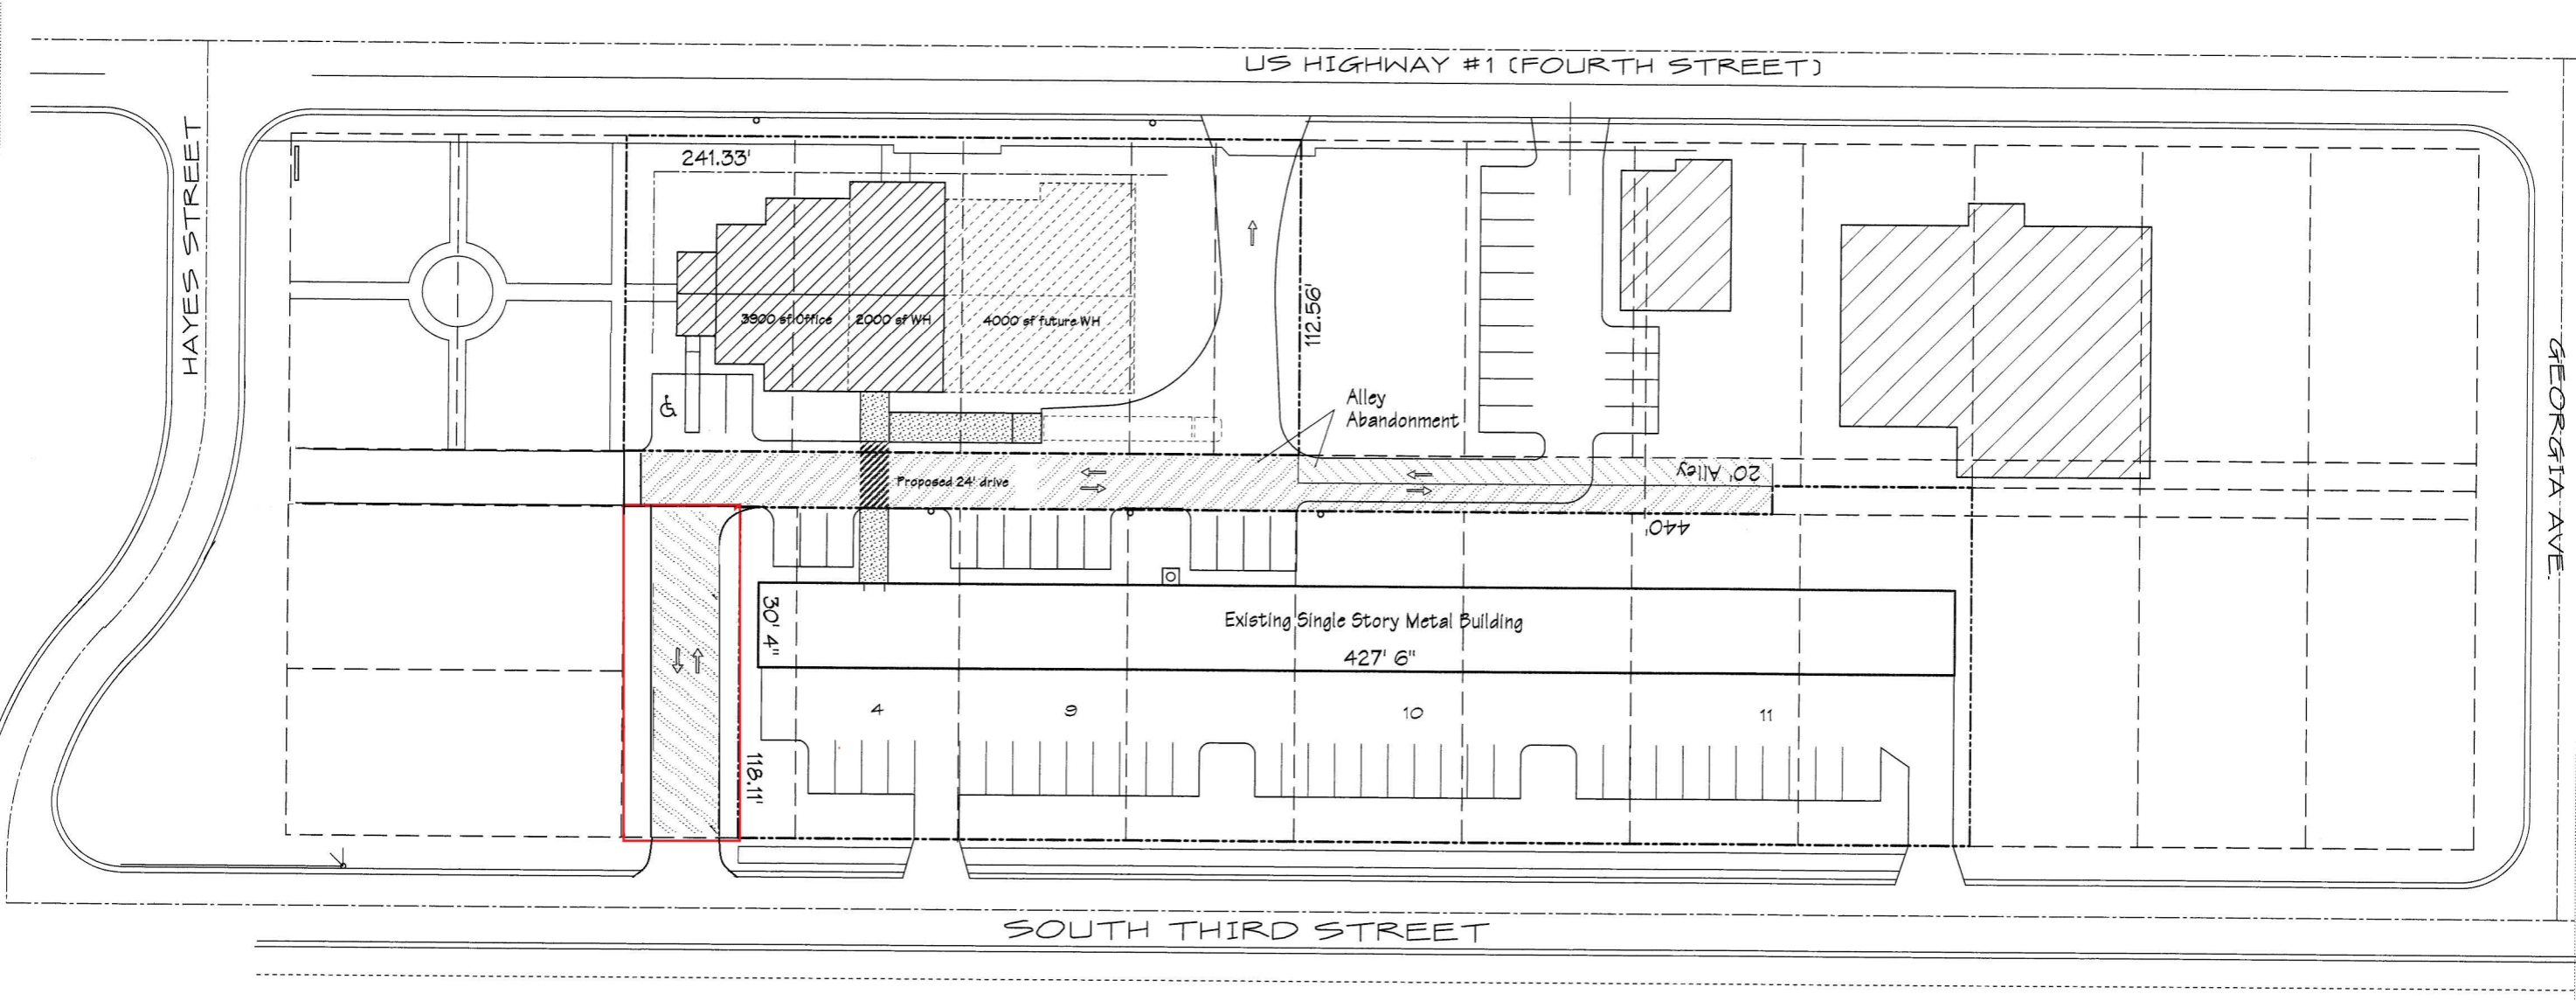 US HIGHWAY #1 (FOURTH STREET)
HAYES STREET
GEORGIA AVE.
241.33'
3900 sf Office
2000 sf WH
4000 sf future WH
112.56'
Alley
Abandonment
Proposed 24' drive
20' Alley
440'
30' 4"
Existing Single Story Metal Building
427' 6"
4
9
10
11
118.11'
SOUTH THIRD STREET